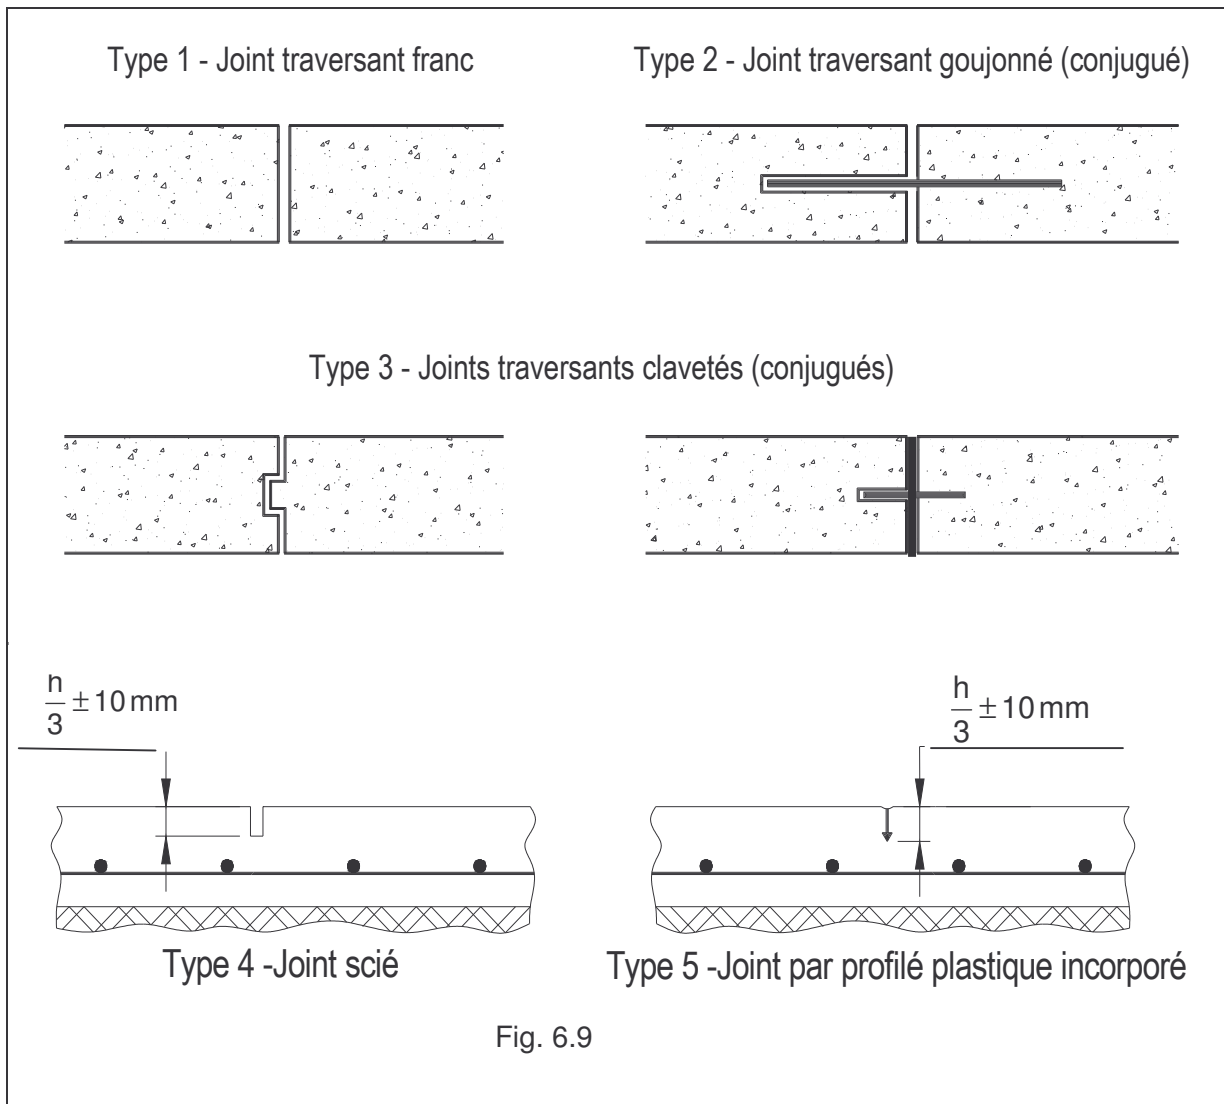 Type 1 - Joint traversant franc
Type 2 - Joint traversant goujonné (conjugué)
Type 3 - Joints traversants clavetés (conjugués)
h/3 ± 10 mm
h/3 ± 10 mm
Type 4 -Joint scié
Type 5 -Joint par profilé plastique incorporé
Fig. 6.9